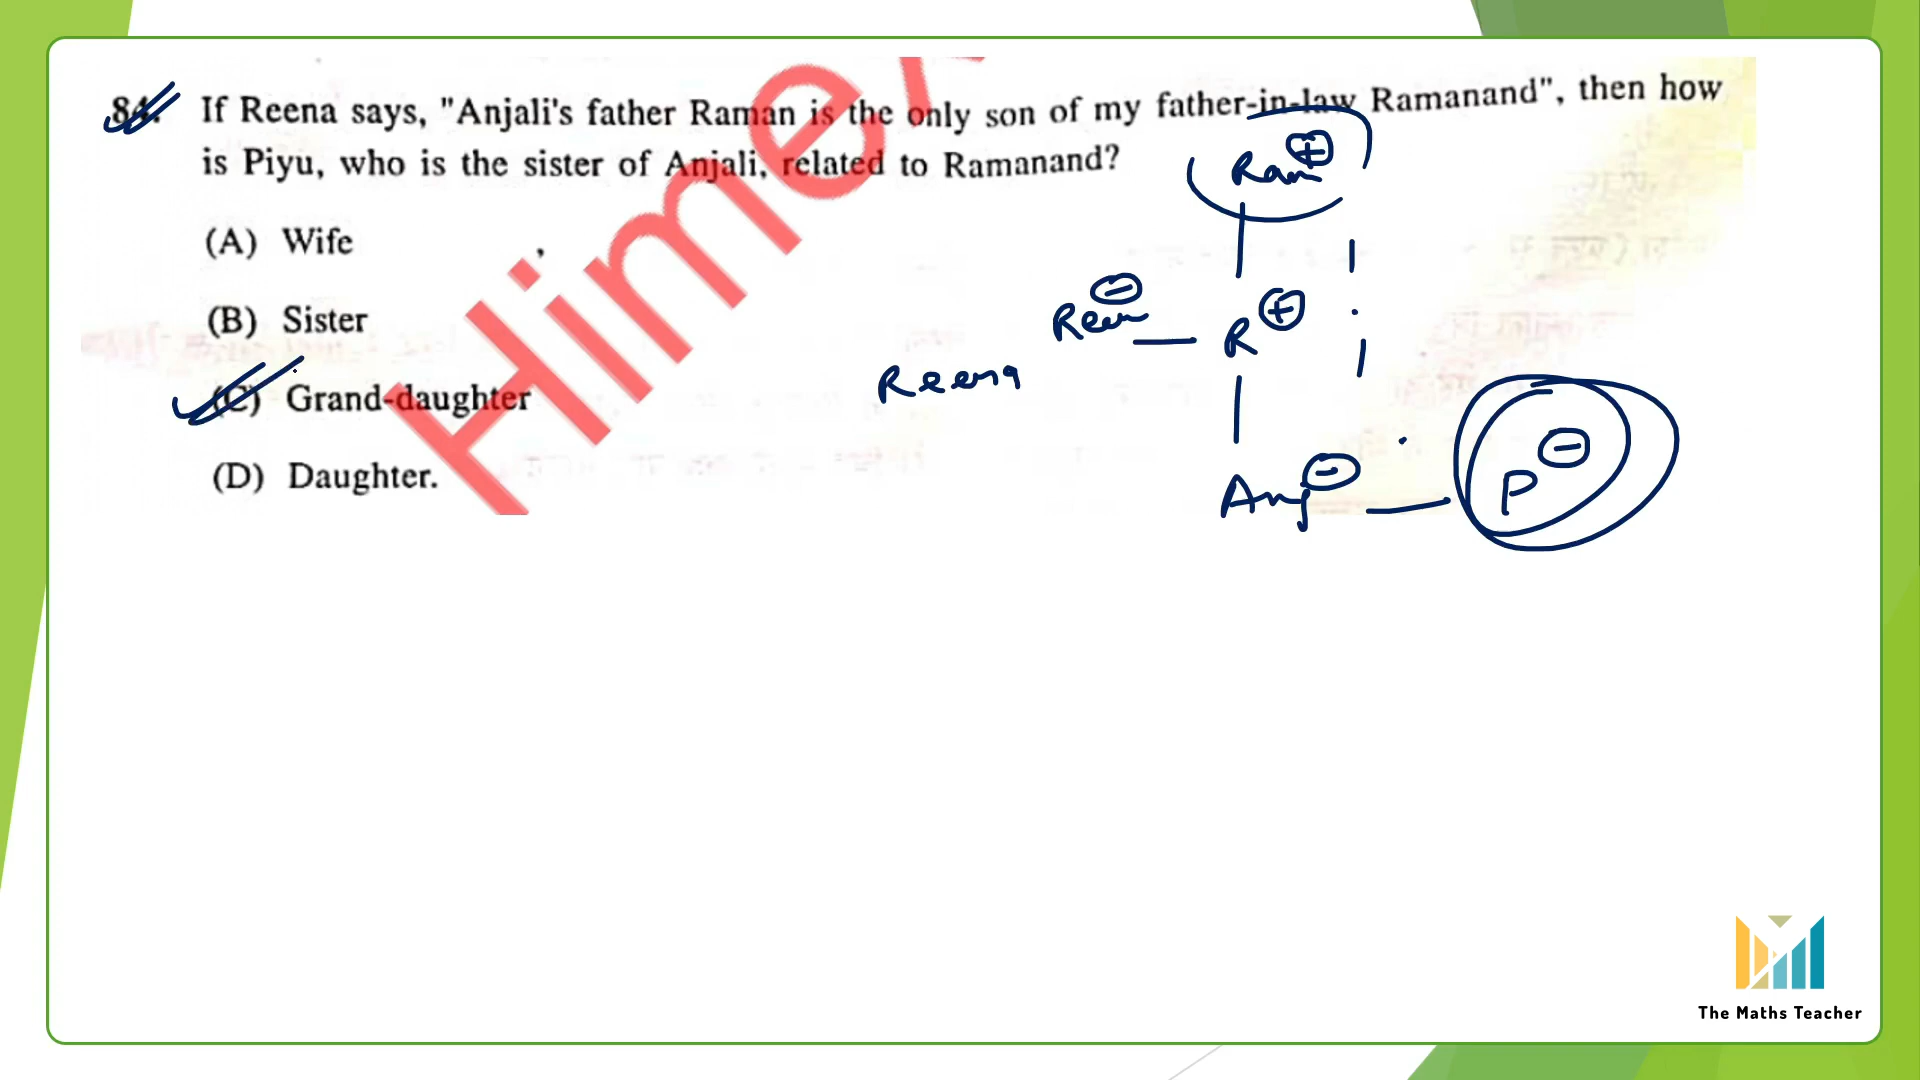 84. If Reena says, "Anjali's father Raman is the only son of my father-in-law Ramanand", then how
is Piyu, who is the sister of Anjali, related to Ramanand?
(A) Wife
(B) Sister
(C) Grand-daughter
(D) Daughter.
Ram +
Reen − R +
Reena
Anj − P −
Himex
The Maths Teacher